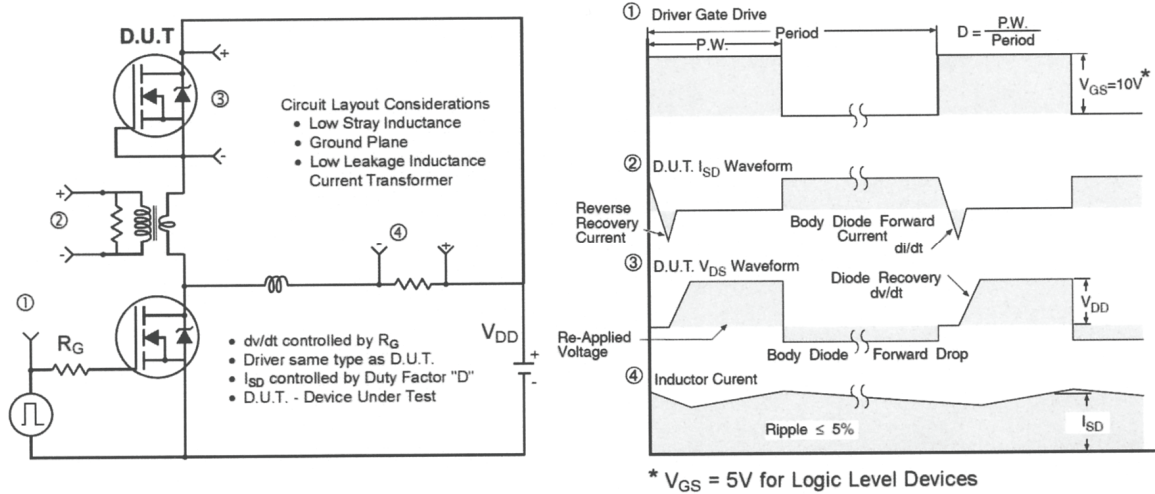 D.U.T
+
③
-
Circuit Layout Considerations
• Low Stray Inductance
• Ground Plane
• Low Leakage Inductance
Current Transformer
+
②
-
④
- +
①
R_G
V_DD
+
-
• dv/dt controlled by R_G
• Driver same type as D.U.T.
• I_SD controlled by Duty Factor "D"
• D.U.T. - Device Under Test
① Driver Gate Drive
P.W.
Period
D = P.W. / Period
V_GS=10V*
② D.U.T. I_SD Waveform
Reverse
Recovery
Current
Body Diode Forward
Current
di/dt
③ D.U.T. V_DS Waveform
Diode Recovery
dv/dt
V_DD
Re-Applied
Voltage
Body Diode Forward Drop
④ Inductor Curent
Ripple ≤ 5%
I_SD
* V_GS = 5V for Logic Level Devices